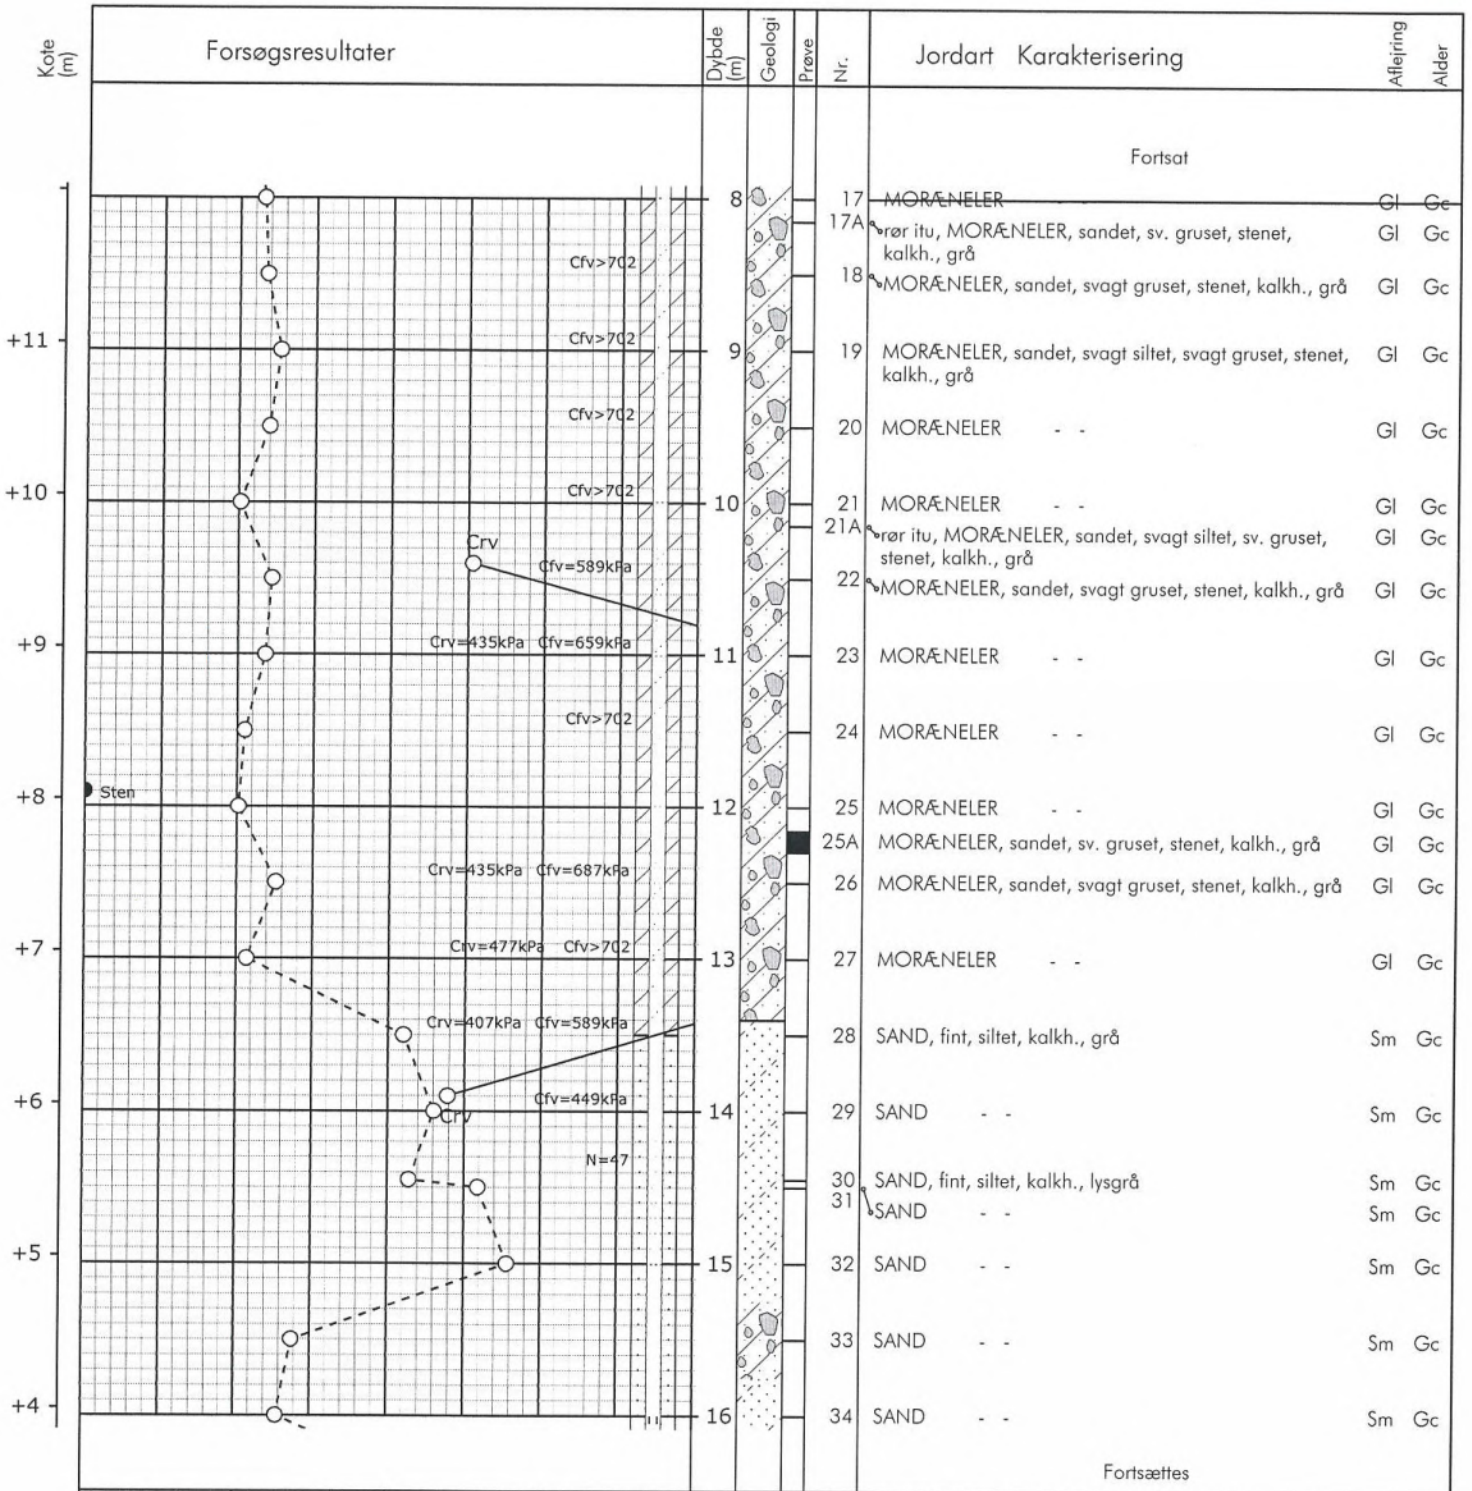 Kote (m) Forsøgsresultater Dybde (m) Geologi Prøve Nr. Jordart Karakterisering Aflejring Alder
Fortsat
8 17 MORÆNELER - - Gl Gc
17A rør itu, MORÆNELER, sandet, sv. gruset, stenet, Gl Gc
kalkh., grå
Cfv>702
18 MORÆNELER, sandet, svagt gruset, stenet, kalkh., grå Gl Gc
+11 Cfv>702 9 19 MORÆNELER, sandet, svagt siltet, svagt gruset, stenet, Gl Gc
kalkh., grå
Cfv>702 20 MORÆNELER - - Gl Gc
+10 Cfv>702 10 21 MORÆNELER - - Gl Gc
21A rør itu, MORÆNELER, sandet, svagt siltet, sv. gruset, Gl Gc
stenet, kalkh., grå
Crv
Cfv=589kPa 22 MORÆNELER, sandet, svagt gruset, stenet, kalkh., grå Gl Gc
+9 Crv=435kPa Cfv=659kPa 11 23 MORÆNELER - - Gl Gc
Cfv>702 24 MORÆNELER - - Gl Gc
+8 Sten 12 25 MORÆNELER - - Gl Gc
25A MORÆNELER, sandet, sv. gruset, stenet, kalkh., grå Gl Gc
Crv=435kPa Cfv=687kPa 26 MORÆNELER, sandet, svagt gruset, stenet, kalkh., grå Gl Gc
+7 Crv=477kPa Cfv>702 13 27 MORÆNELER - - Gl Gc
Crv=407kPa Cfv=589kPa 28 SAND, fint, siltet, kalkh., grå Sm Gc
+6 Cfv=449kPa 14 29 SAND - - Sm Gc
Crv
N=47 30 SAND, fint, siltet, kalkh., lysgrå Sm Gc
31 SAND - - Sm Gc
+5 15 32 SAND - - Sm Gc
33 SAND - - Sm Gc
+4 16 34 SAND - - Sm Gc
Fortsættes